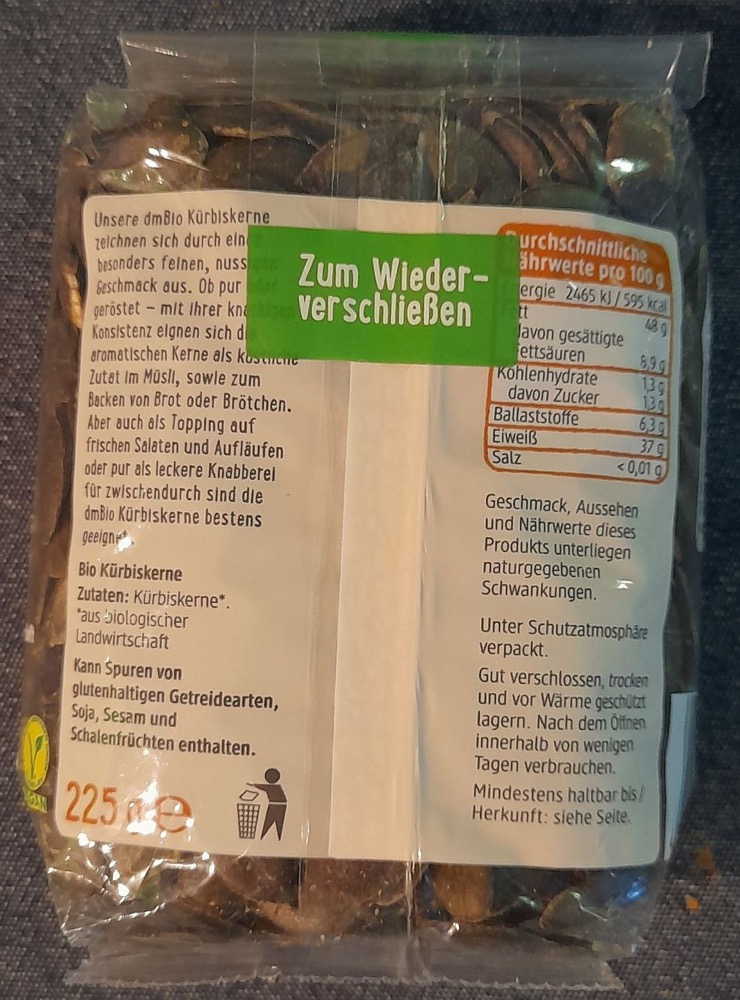 Unsere dmBio Kürbiskerne
zeichnen sich durch
besonders feinen,
Geschmack aus. Ob pur oder
geröstet – mit ihrer
Konsistenz eignen sich
aromatischen Kerne als köstliche
Zutat im Müsli, sowie zum
Backen von Brot oder Brötchen.
Aber auch als Topping auf
frischen Salaten und Aufläufen
oder pur als leckere Knabberei
für zwischendurch sind die
dmBio Kürbiskerne bestens
geeignet.
Bio Kürbiskerne
Zutaten: Kürbiskerne*.
*aus biologischer
Landwirtschaft
Kann Spuren von
glutenhaltigen Getreidearten,
Soja, Sesam und
Schalenfrüchten enthalten.
225 g e
Zum Wieder-
verschließen
Durchschnittliche
Nährwerte pro 100 g
Energie 2465 kJ / 595 kcal
Fett 48 g
davon gesättigte
Fettsäuren 8,9 g
Kohlenhydrate 1,3 g
davon Zucker 1,3 g
Ballaststoffe 6,3 g
Eiweiß 37 g
Salz < 0,01 g
Geschmack, Aussehen
und Nährwerte dieses
Produkts unterliegen
naturgegebenen
Schwankungen.
Unter Schutzatmosphäre
verpackt.
Gut verschlossen, trocken
und vor Wärme geschützt
lagern. Nach dem Öffnen
innerhalb von wenigen
Tagen verbrauchen.
Mindestens haltbar bis /
Herkunft: siehe Seite.